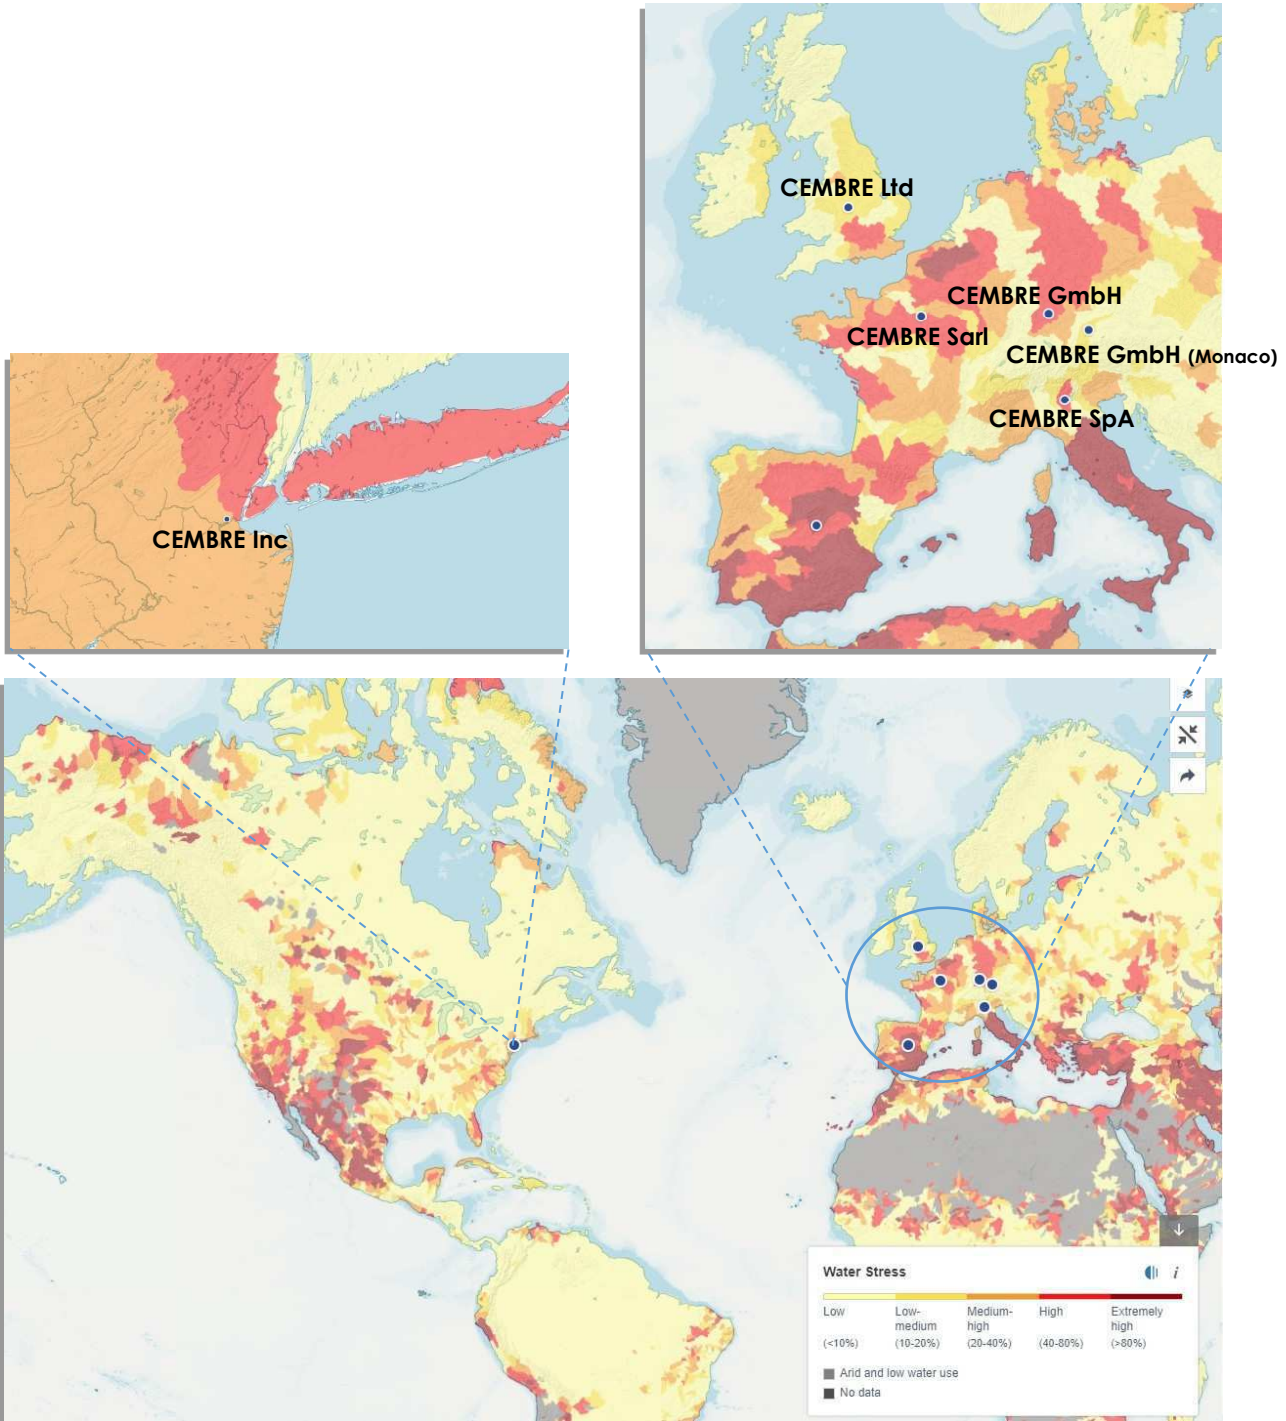 CEMBRE Ltd
CEMBRE GmbH
CEMBRE Sarl
CEMBRE GmbH (Monaco)
CEMBRE SpA
CEMBRE Inc
Water Stress
i
Low
Low-
medium
Medium-
high
High
Extremely
high
(<10%)
(10-20%)
(20-40%)
(40-80%)
(>80%)
Arid and low water use
No data